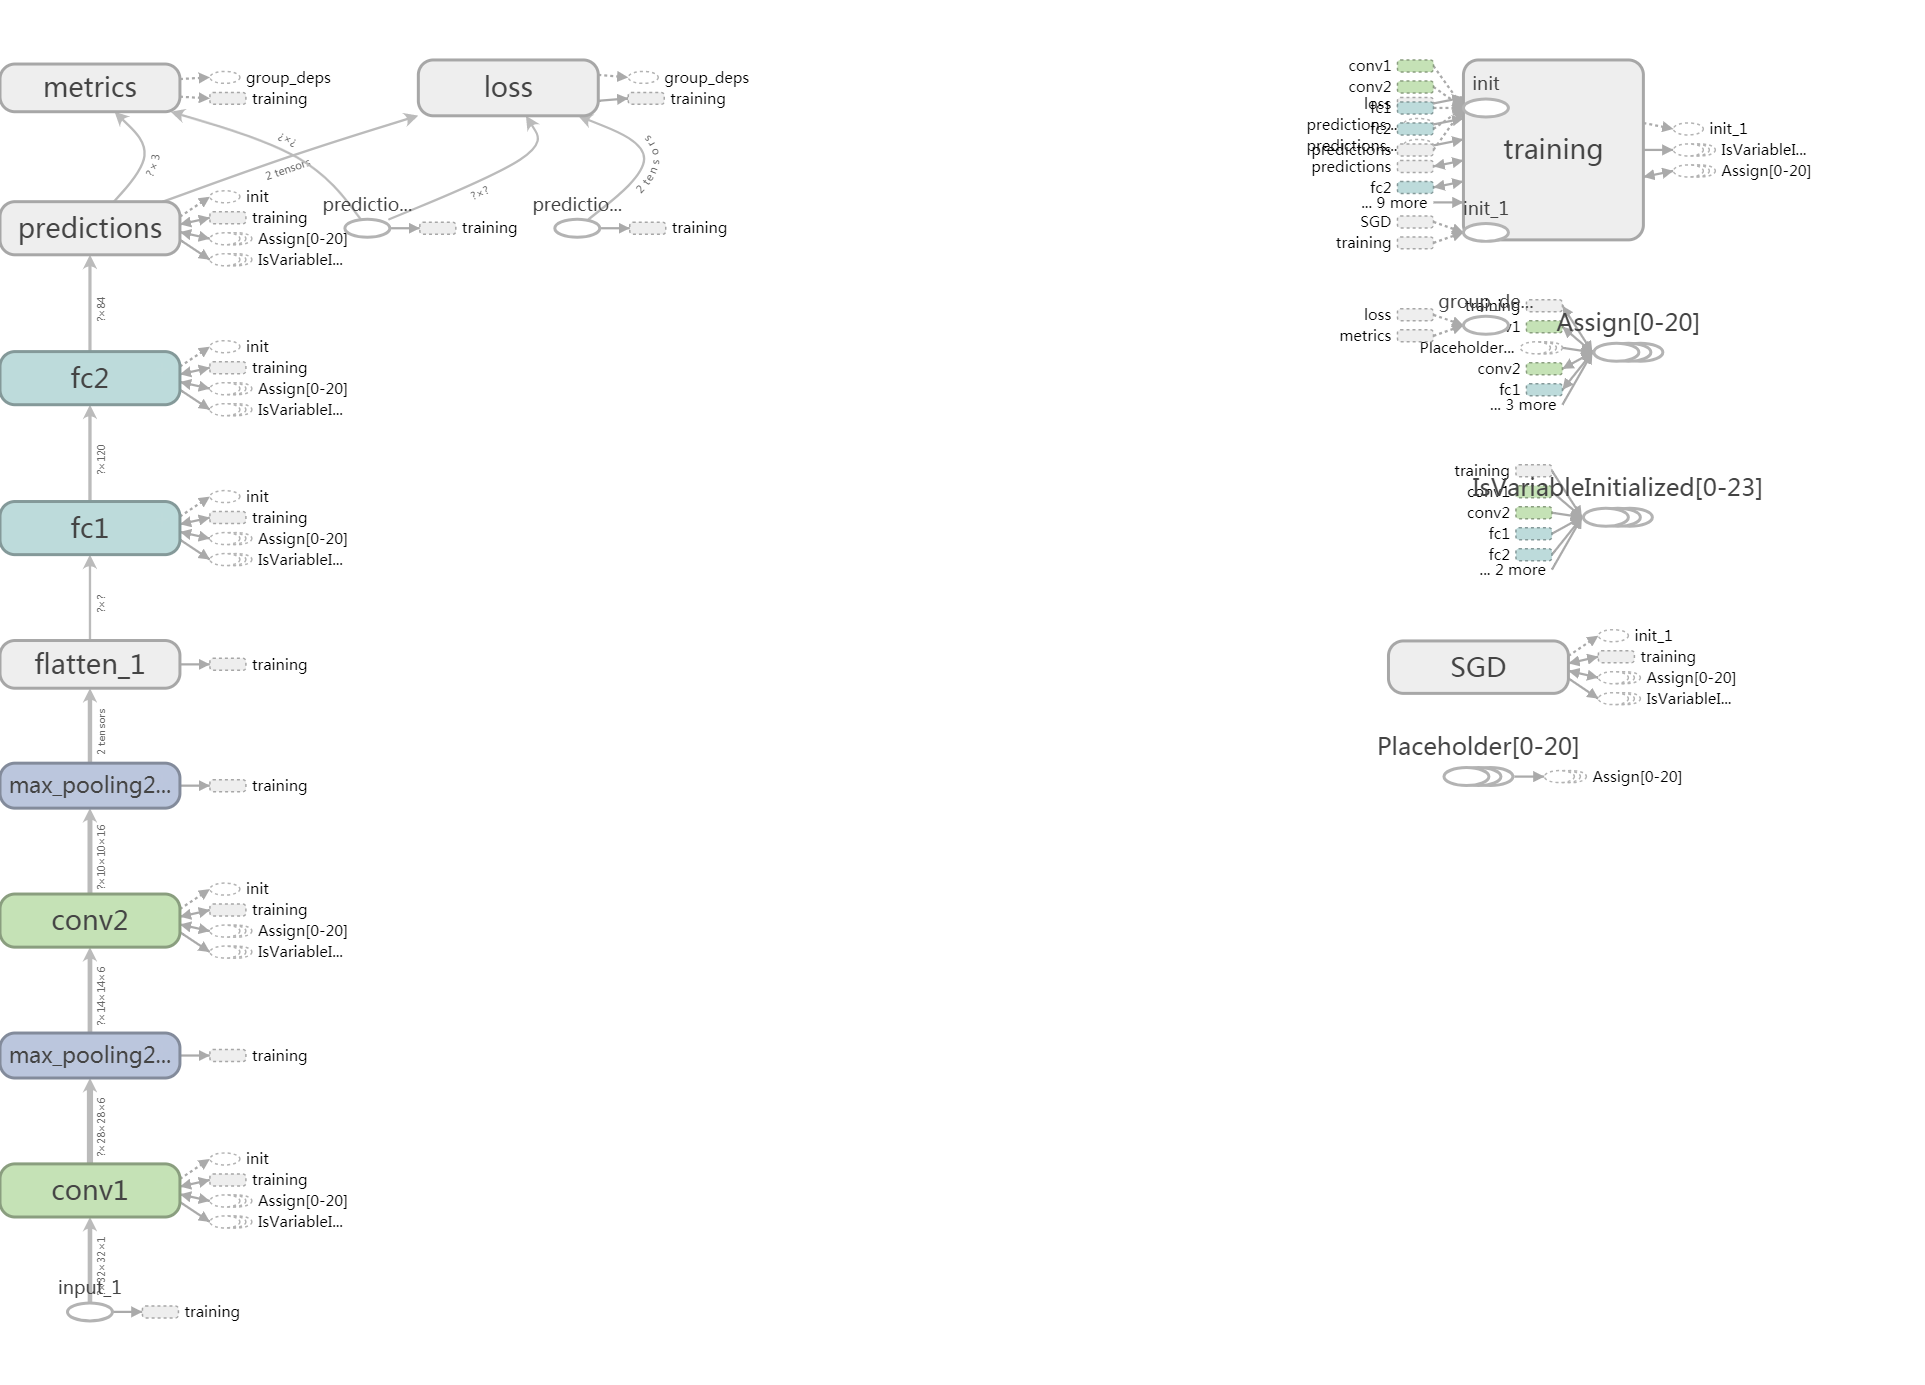 metrics
group_deps
training
loss
group_deps
training
?×3
?×?
2 tensors
?×?
2 tensors
predictions
init
training
Assign[0-20]
IsVariableI...
predictio...
training
predictio...
training
?×84
fc2
init
training
Assign[0-20]
IsVariableI...
?×120
fc1
init
training
Assign[0-20]
IsVariableI...
?×?
flatten_1
training
2 tensors
max_pooling2...
training
?×10×10×16
conv2
init
training
Assign[0-20]
IsVariableI...
?×14×14×6
max_pooling2...
training
?×28×28×6
conv1
init
training
Assign[0-20]
IsVariableI...
?×32×32×1
input_1
training
conv1
conv2
loss
fc1
predictions...
fc2
predictions...
predictions
predictions
fc2
... 9 more
SGD
training
init
training
init_1
init_1
IsVariableI...
Assign[0-20]
group_de...
loss
metrics
training
Placeholder...
conv2
fc1
... 3 more
Assign[0-20]
training
IsVariableInitialized[0-23]
conv1
conv2
fc1
fc2
... 2 more
SGD
init_1
training
Assign[0-20]
IsVariableI...
Placeholder[0-20]
Assign[0-20]